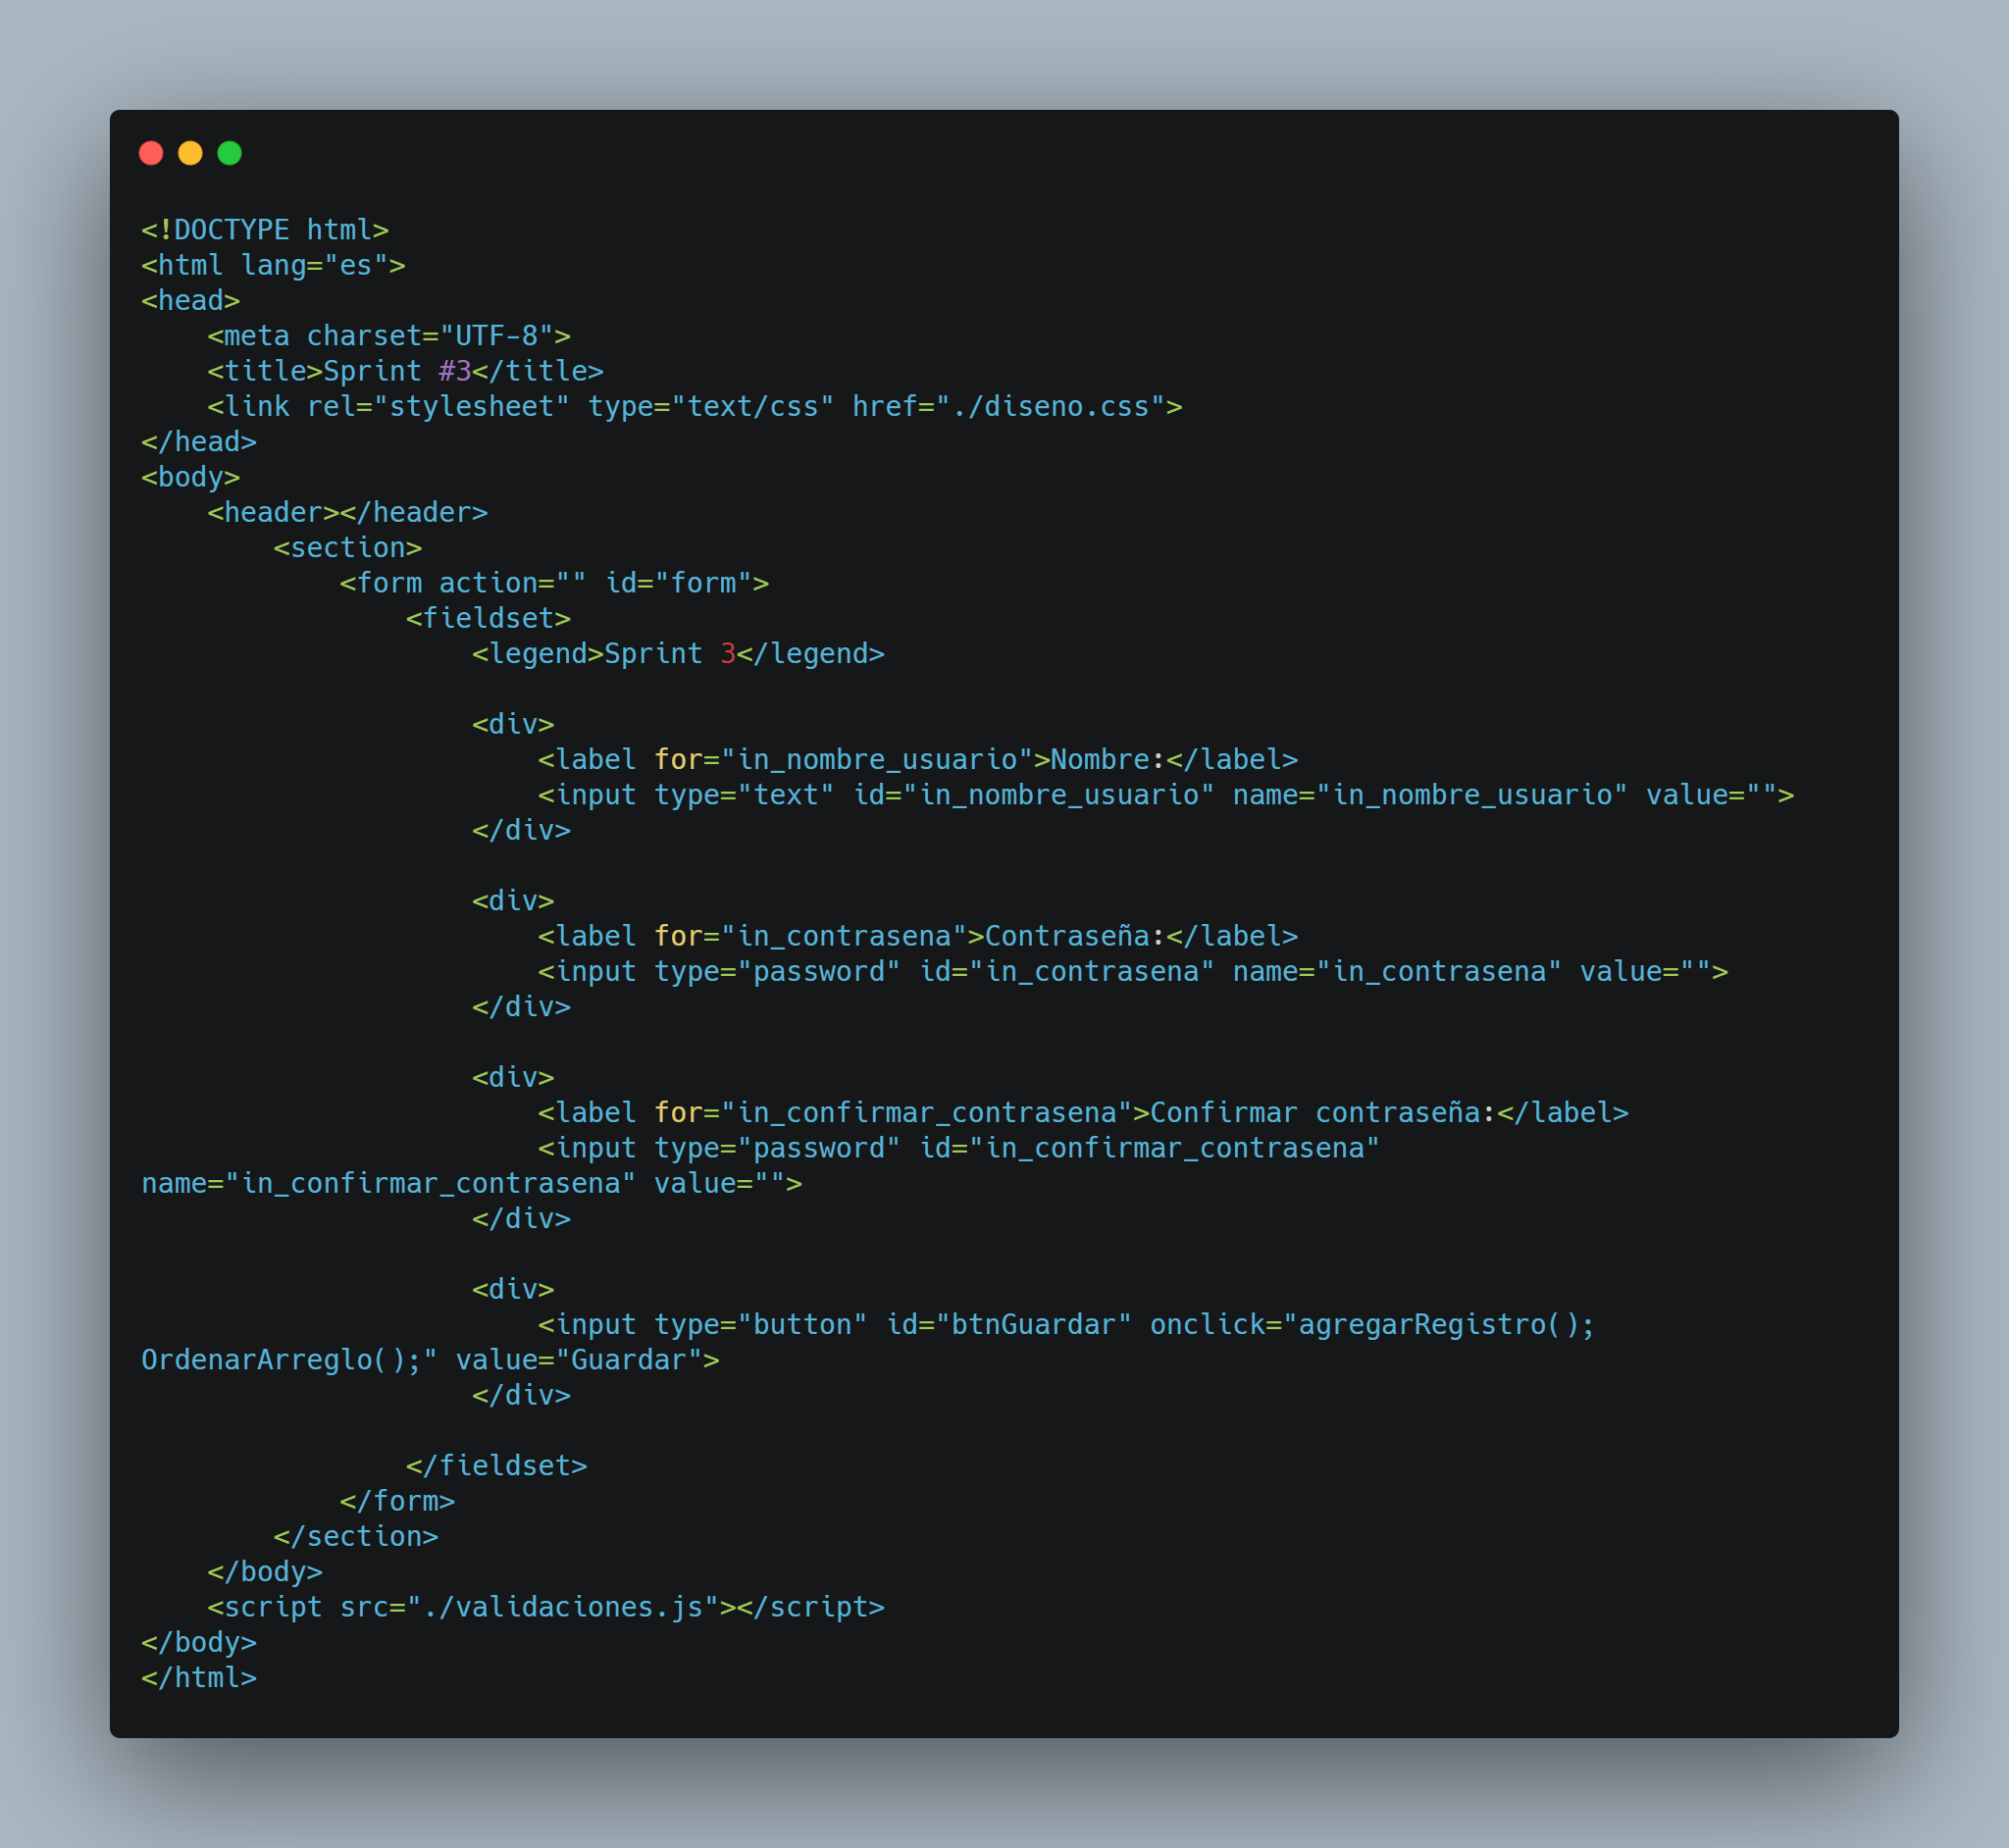 <!DOCTYPE html>
<html lang="es">
<head>
    <meta charset="UTF-8">
    <title>Sprint #3</title>
    <link rel="stylesheet" type="text/css" href="./diseno.css">
</head>
<body>
    <header></header>
        <section>
            <form action="" id="form">
                <fieldset>
                    <legend>Sprint 3</legend>

                    <div>
                        <label for="in_nombre_usuario">Nombre:</label>
                        <input type="text" id="in_nombre_usuario" name="in_nombre_usuario" value="">
                    </div>

                    <div>
                        <label for="in_contrasena">Contraseña:</label>
                        <input type="password" id="in_contrasena" name="in_contrasena" value="">
                    </div>

                    <div>
                        <label for="in_confirmar_contrasena">Confirmar contraseña:</label>
                        <input type="password" id="in_confirmar_contrasena"
name="in_confirmar_contrasena" value="">
                    </div>

                    <div>
                        <input type="button" id="btnGuardar" onclick="agregarRegistro();
OrdenarArreglo();" value="Guardar">
                    </div>

                </fieldset>
            </form>
        </section>
    </body>
    <script src="./validaciones.js"></script>
</body>
</html>